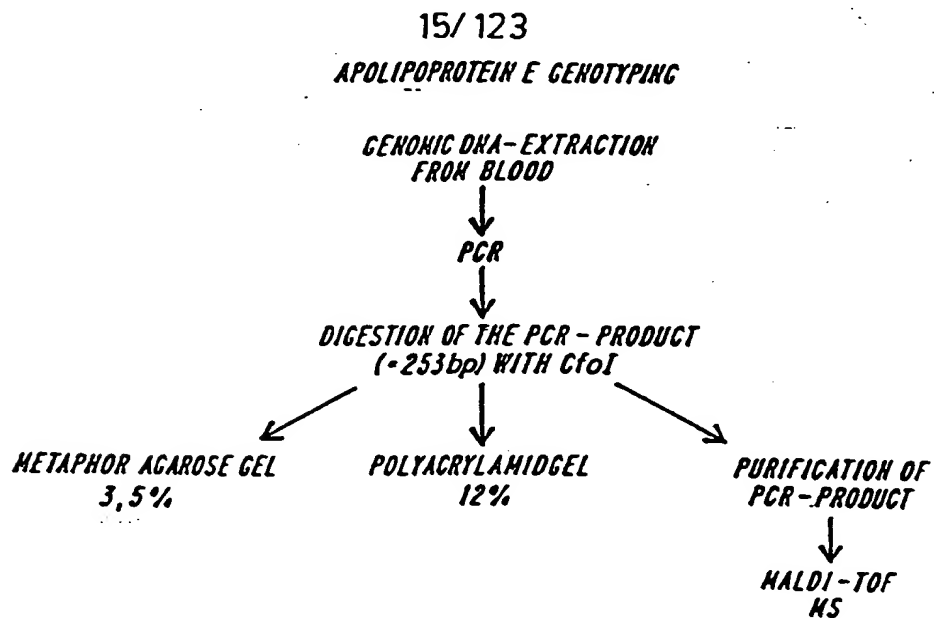 15/123
APOLIPOPROTEIN E GENOTYPING
GENOMIC DNA-EXTRACTION
FROM BLOOD
PCR
DIGESTION OF THE PCR-PRODUCT
(=253bp) WITH CfoI
METAPHOR AGAROSE GEL
3,5%
POLYACRYLAMIDGEL
12%
PURIFICATION OF
PCR-PRODUCT
MALDI-TOF
MS